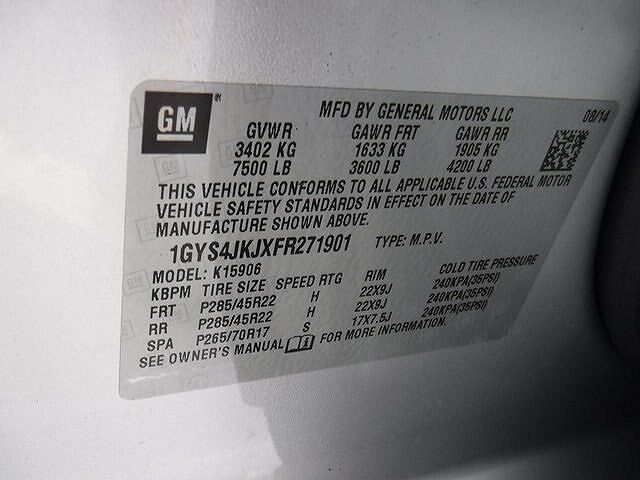 GM
MFD BY GENERAL MOTORS LLC 08/14
GVWR GAWR FRT GAWR RR
3402 KG 1633 KG 1905 KG
7500 LB 3600 LB 4200 LB
THIS VEHICLE CONFORMS TO ALL APPLICABLE U.S. FEDERAL MOTOR
VEHICLE SAFETY STANDARDS IN EFFECT ON THE DATE OF
MANUFACTURE SHOWN ABOVE.
1GYS4JKJXFR271901 TYPE: M.P.V.
MODEL: K15906
KBPM TIRE SIZE SPEED RTG RIM COLD TIRE PRESSURE
FRT P285/45R22 H 22X9J 240KPA(35PSI)
RR P285/45R22 H 22X9J 240KPA(35PSI)
SPA P265/70R17 S 17X7.5J 240KPA(35PSI)
SEE OWNER'S MANUAL FOR MORE INFORMATION.